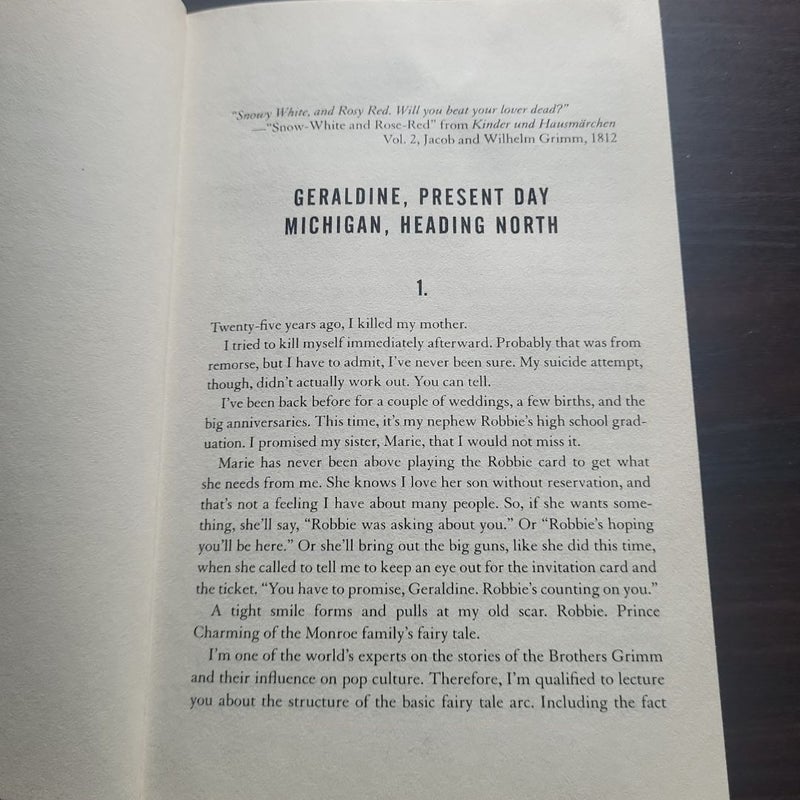 "Snowy White, and Rosy Red. Will you beat your lover dead?"
—"Snow-White and Rose-Red" from Kinder und Hausmärchen
Vol. 2, Jacob and Wilhelm Grimm, 1812
GERALDINE, PRESENT DAY
MICHIGAN, HEADING NORTH
1.
Twenty-five years ago, I killed my mother.
I tried to kill myself immediately afterward. Probably that was from
remorse, but I have to admit, I've never been sure. My suicide attempt,
though, didn't actually work out. You can tell.
I've been back before for a couple of weddings, a few births, and the
big anniversaries. This time, it's my nephew Robbie's high school grad-
uation. I promised my sister, Marie, that I would not miss it.
Marie has never been above playing the Robbie card to get what
she needs from me. She knows I love her son without reservation, and
that's not a feeling I have about many people. So, if she wants some-
thing, she'll say, "Robbie was asking about you." Or "Robbie's hoping
you'll be here." Or she'll bring out the big guns, like she did this time,
when she called to tell me to keep an eye out for the invitation card and
the ticket. "You have to promise, Geraldine. Robbie's counting on you."
A tight smile forms and pulls at my old scar. Robbie. Prince
Charming of the Monroe family's fairy tale.
I'm one of the world's experts on the stories of the Brothers Grimm
and their influence on pop culture. Therefore, I'm qualified to lecture
you about the structure of the basic fairy tale arc. Including the fact